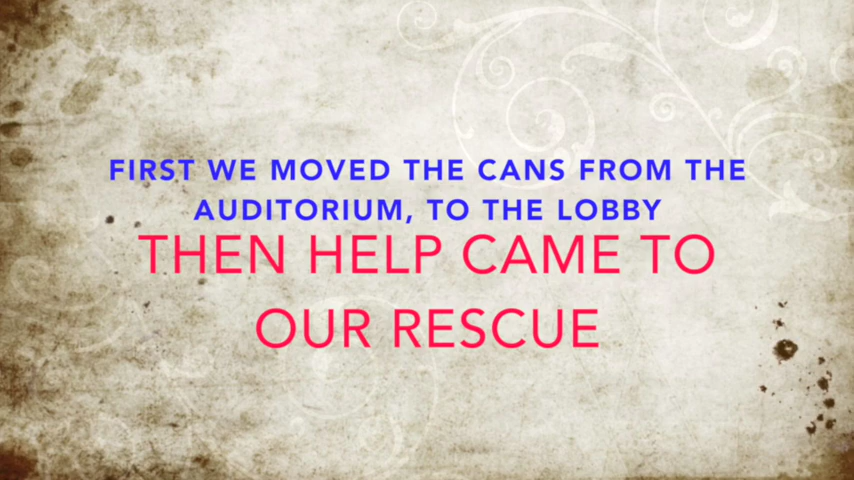 FIRST WE MOVED THE CANS FROM THE
AUDITORIUM, TO THE LOBBY
THEN HELP CAME TO
OUR RESCUE